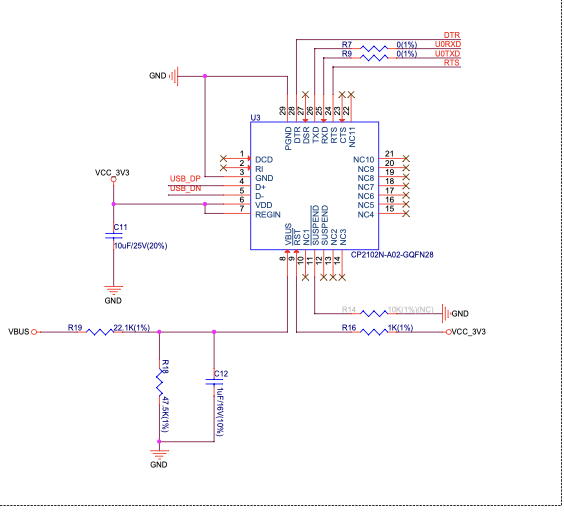 DTR
R7 0(1%) U0RXD
R9 0(1%) U0TXD
RTS
GND
29 28 27 26 25 24 23 22
U3
PGND DTR DSR TXD RXD RTS CTS NC11
1 DCD
2 RI
3 GND
USB_DP 4 D+
USB_DN 5 D-
6 VDD
7 REGIN
NC10 21
NC9 20
NC8 19
NC7 18
NC6 17
NC5 16
NC4 15
VCC_3V3
C11
10uF/25V(20%)
GND
VBUS RST NC1 SUSPEND SUSPEND NC2 NC3
8 9 10 11 12 13 14
CP2102N-A02-GQFN28
R14 10K(1%)(NC) GND
VBUS R19 22.1K(1%)
R16 1K(1%) VCC_3V3
R18
47.5K(1%)
C12
1uF/16V(10%)
GND